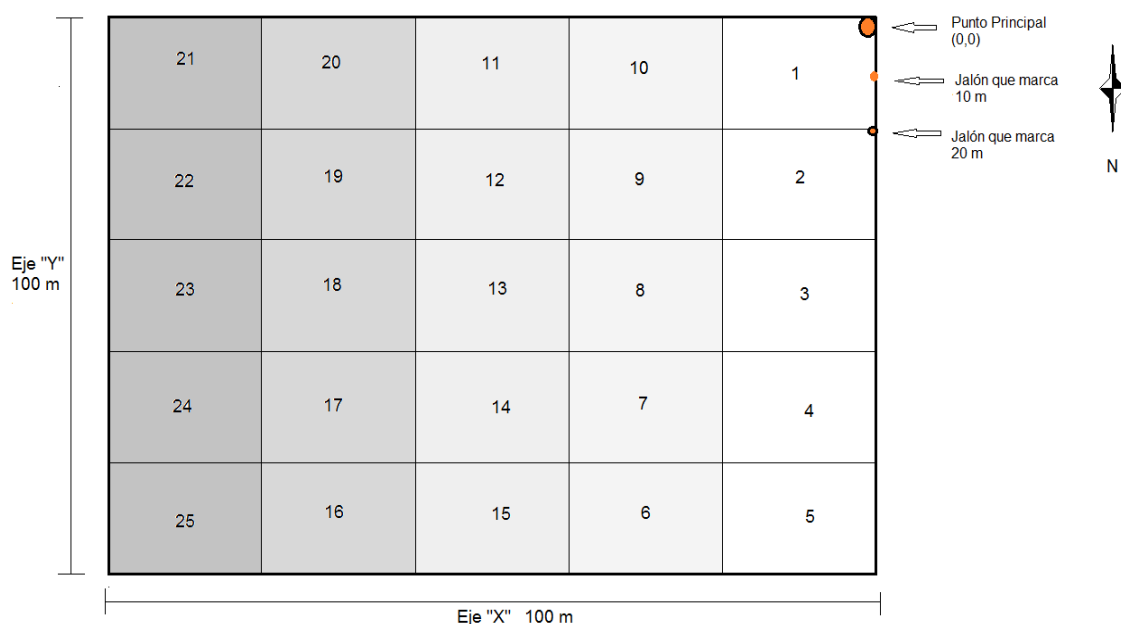 21 20 11 10 1
22 19 12 9 2
23 18 13 8 3
24 17 14 7 4
25 16 15 6 5
Punto Principal
(0,0)
Jalón que marca
10 m
Jalón que marca
20 m
N
Eje "Y"
100 m
Eje "X" 100 m